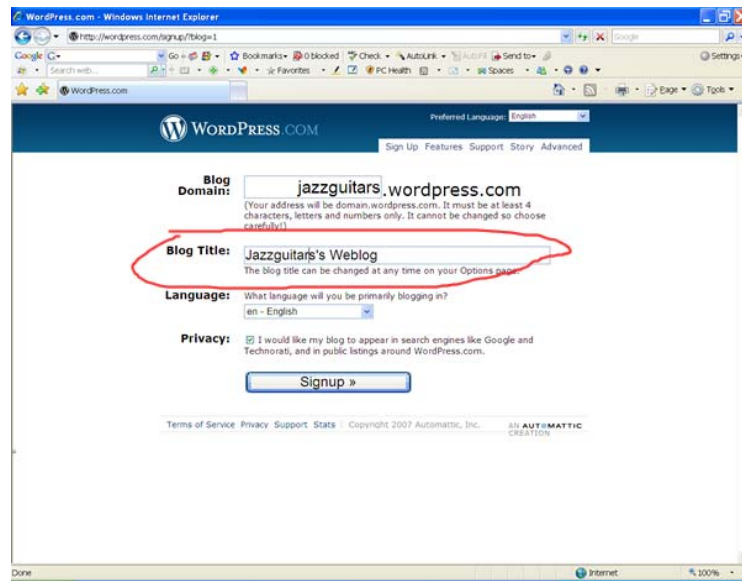 WordPress.com - Windows Internet Explorer
http://wordpress.com/signup/?blog=1
Google
Google G
Go
Bookmarks
0 blocked
Check
AutoLink
AutoFill
Send to
Settings
Search web...
Favorites
PC Health
Spaces
WordPress.com
Page
Tools
WORDPRESS.COM
Preferred Language: English
Sign Up Features Support Story Advanced
Blog Domain: jazzguitars.wordpress.com
(Your address will be domain.wordpress.com. It must be at least 4
characters, letters and numbers only. It cannot be changed so choose
carefully!)
Blog Title: Jazzguitars's Weblog
The blog title can be changed at any time on your Options page.
Language: What language will you be primarily blogging in?
en - English
Privacy: I would like my blog to appear in search engines like Google and
Technorati, and in public listings around WordPress.com.
Signup »
Terms of Service Privacy Support Stats | Copyright 2007 Automattic, Inc.
AN AUTOMATTIC
CREATION
Done
Internet
100%